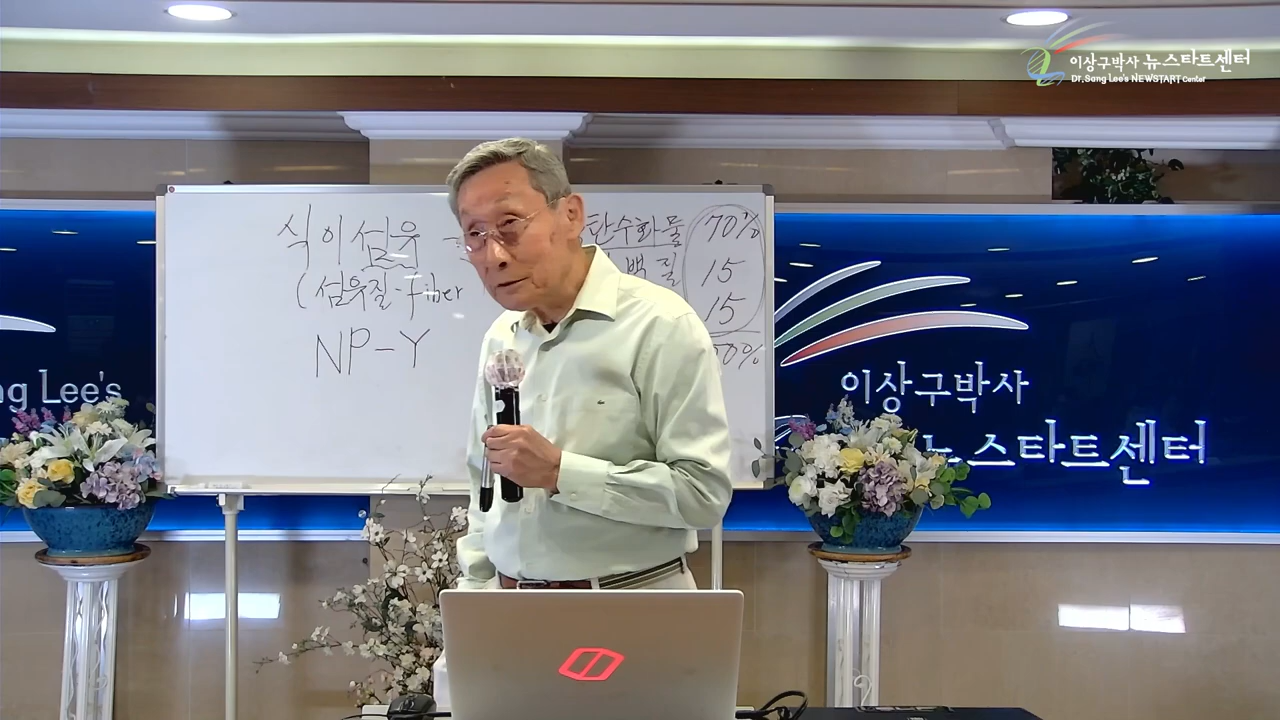 이상구박사 뉴스타트센터
Dr. Sang Lee's NEWSTART Center
식이섬유 - 탄수화물 70%
(섬유질 - fiber 백질 15
15
NP-Y
0%
ng Lee's
이상구박사
뉴스타트센터